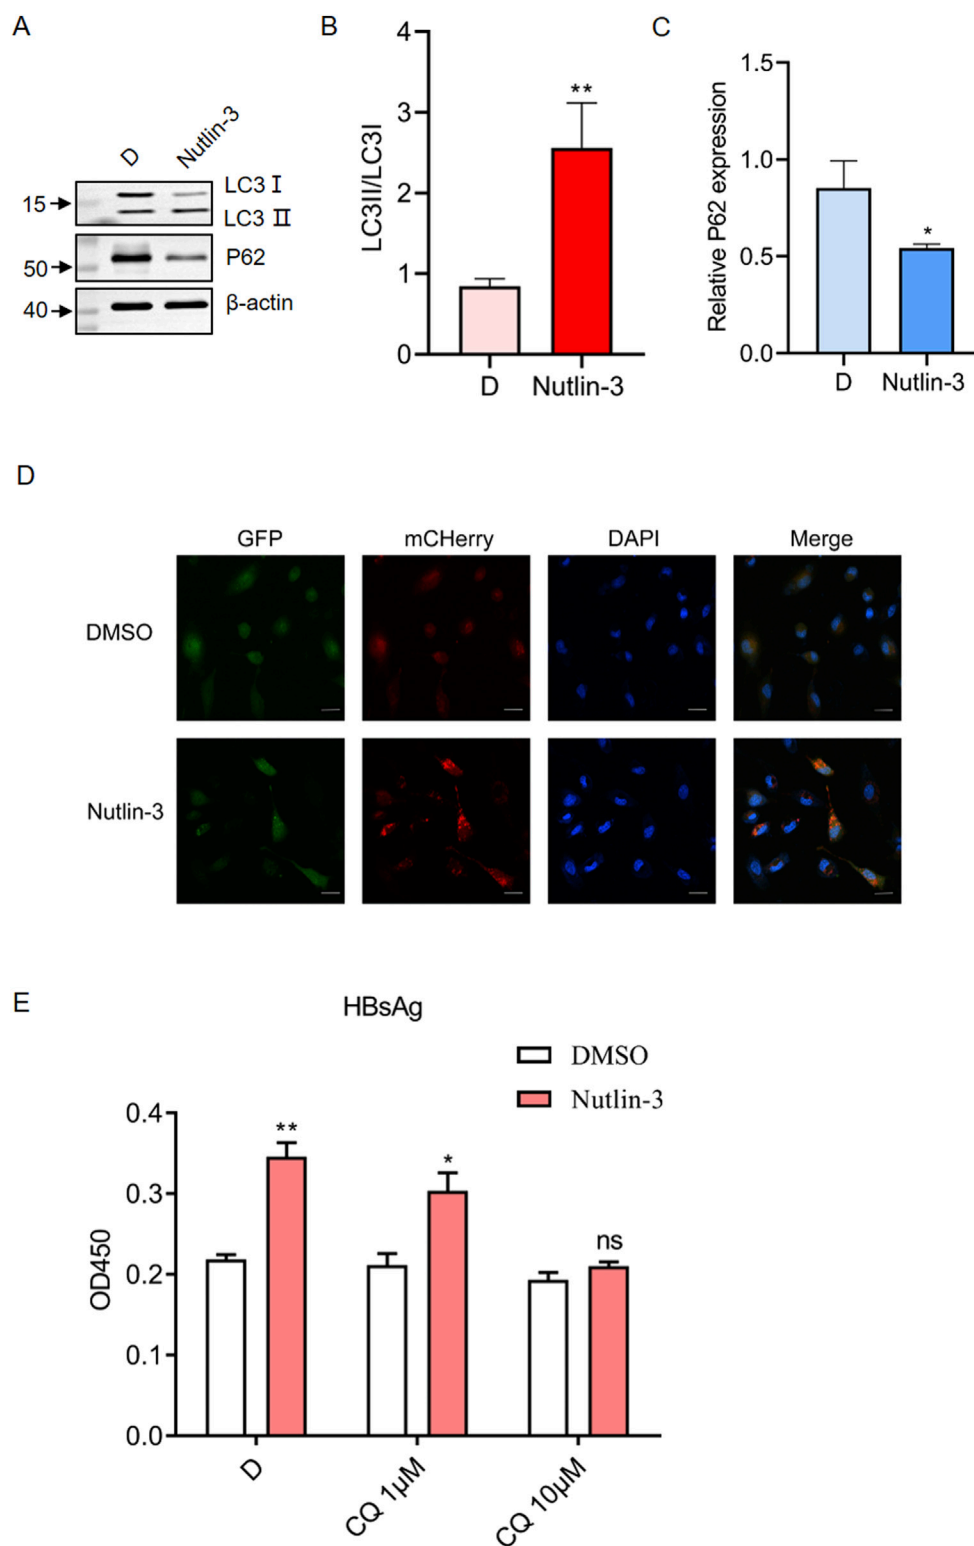 A
D
Nutlin-3
15
LC3 Ⅰ
LC3 Ⅱ
50
P62
40
β-actin
B
LC3II/LC3I
4
3
2
1
0
**
D
Nutlin-3
C
Relative P62 expression
1.5
1.0
0.5
0.0
*
D
Nutlin-3
D
GFP
mCHerry
DAPI
Merge
DMSO
Nutlin-3
E
HBsAg
DMSO
Nutlin-3
OD450
0.4
0.3
0.2
0.1
0.0
**
*
ns
D
CQ 1μM
CQ 10μM